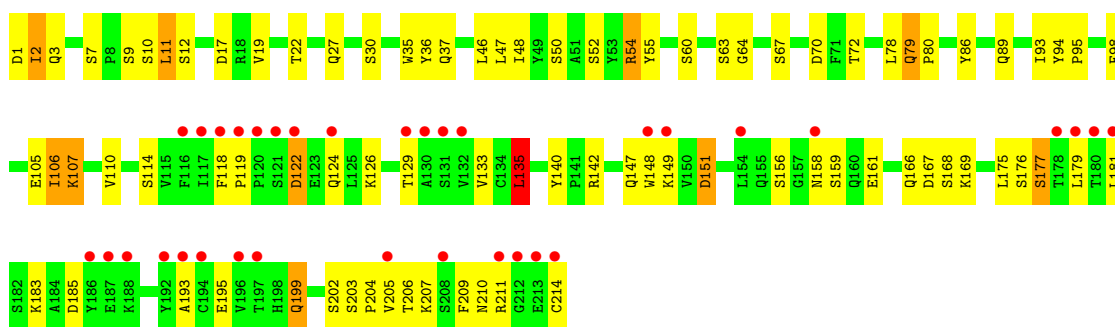 D1 I2 Q3 S7 P8 S9 S10 L11 S12 D17 R18 V19 T22 Q27 S30 W35 Y36 Q37 L46 L47 I48 Y49 S50 A51 S52 Y53 R54 Y55 S60 S63 G64 S67 D70 F71 T72 L78 Q79 P80 Y86 Q89 I93 Y94 P95 F98
E105 I106 K107 V110 S114 V115 F116 I117 F118 P119 P120 S121 D122 E123 Q124 L125 K126 T129 A130 S131 V132 V133 C134 L135 Y140 P141 R142 Q147 W148 K149 V150 D151 L154 Q155 S156 G157 N158 S159 Q160 E161 Q166 D167 S168 K169 L175 S176 S177 T178 L179 T180 L181
S182 K183 A184 D185 Y186 E187 K188 Y192 A193 C194 E195 V196 T197 H198 Q199 S202 S203 P204 V205 T206 K207 S208 F209 N210 R211 G212 E213 C214